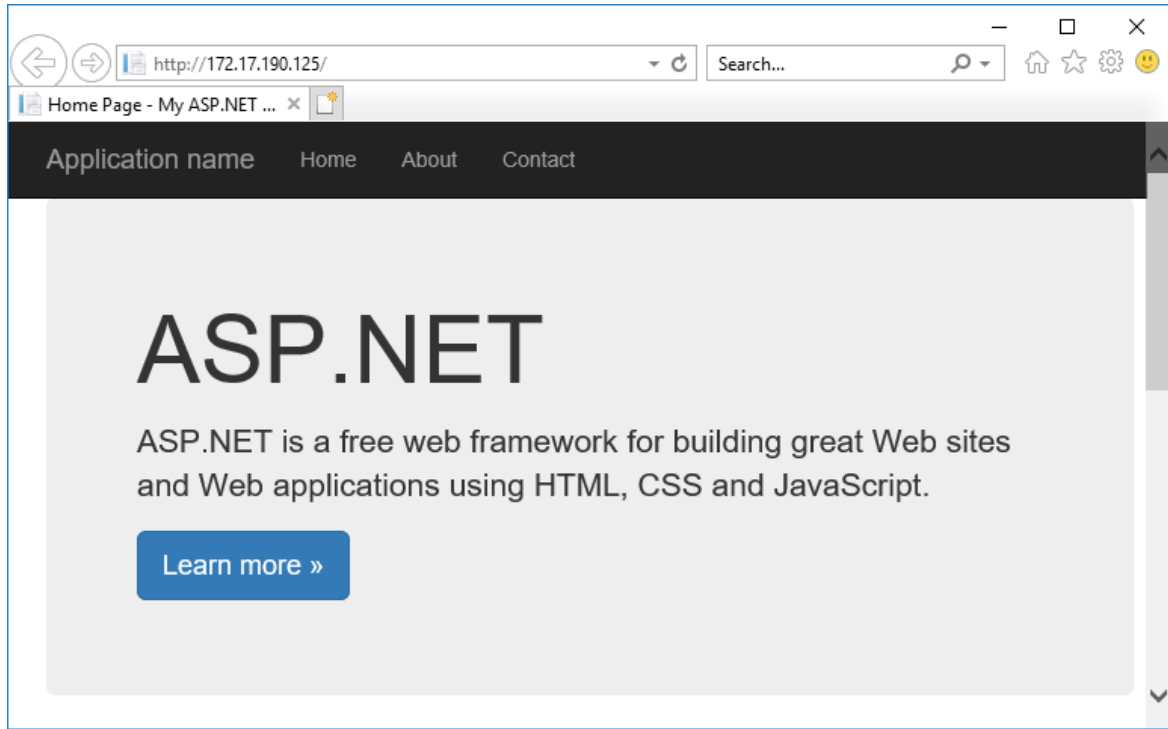 http://172.17.190.125/
Search...
Home Page - My ASP.NET ...
Application name Home About Contact
ASP.NET
ASP.NET is a free web framework for building great Web sites
and Web applications using HTML, CSS and JavaScript.
Learn more »